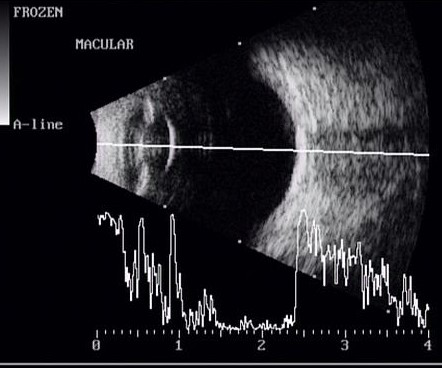 FROZEN
MACULAR
A-line
0 1 2 3 4